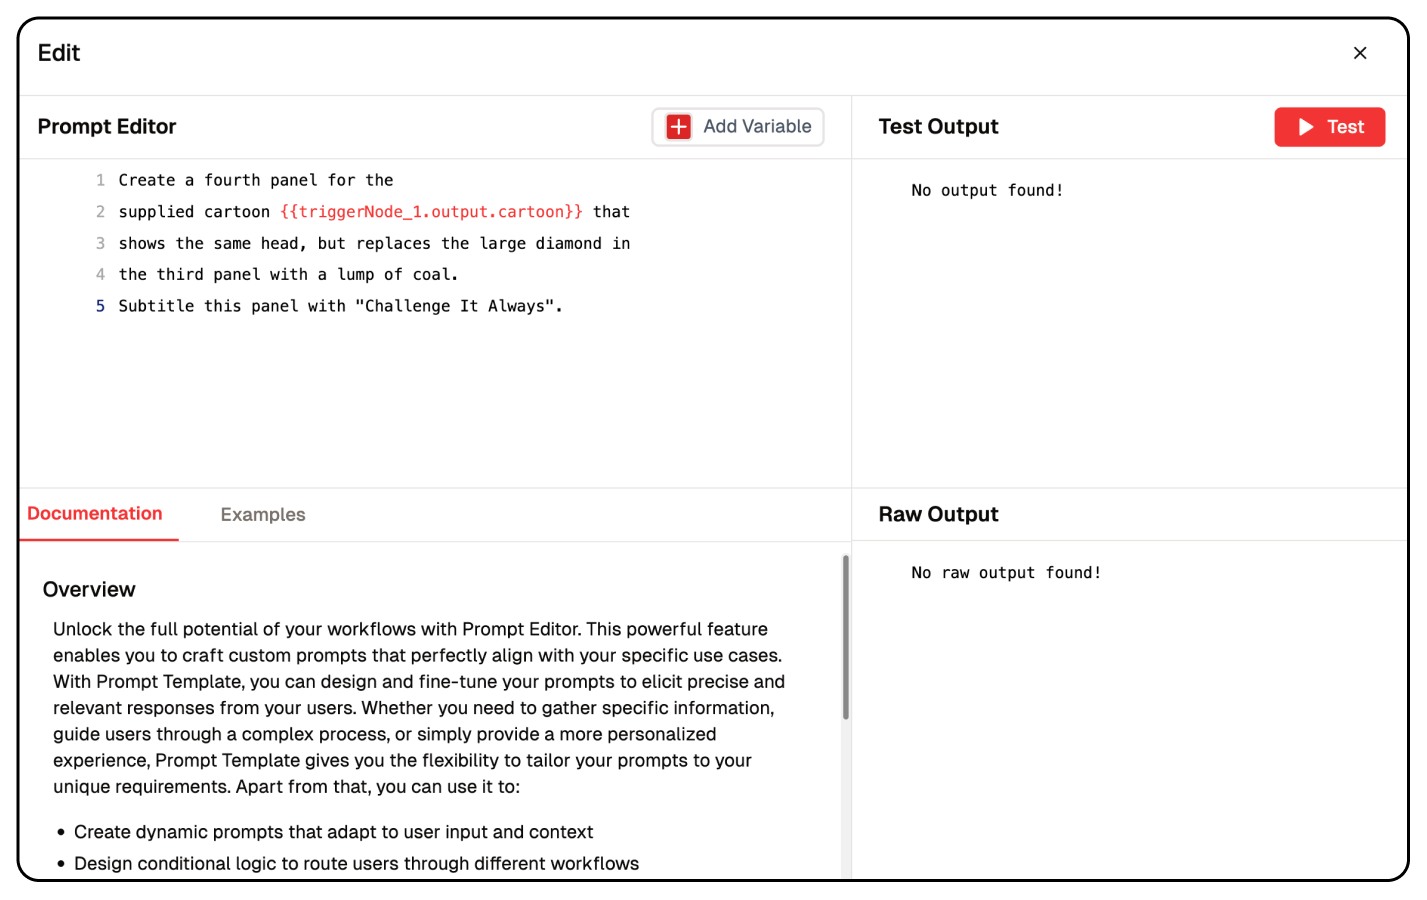 Edit
Prompt Editor
Add Variable
1 Create a fourth panel for the
2 supplied cartoon {{triggerNode_1.output.cartoon}} that
3 shows the same head, but replaces the large diamond in
4 the third panel with a lump of coal.
5 Subtitle this panel with "Challenge It Always".
Test Output
Test
No output found!
Documentation
Examples
Overview
Unlock the full potential of your workflows with Prompt Editor. This powerful feature
enables you to craft custom prompts that perfectly align with your specific use cases.
With Prompt Template, you can design and fine-tune your prompts to elicit precise and
relevant responses from your users. Whether you need to gather specific information,
guide users through a complex process, or simply provide a more personalized
experience, Prompt Template gives you the flexibility to tailor your prompts to your
unique requirements. Apart from that, you can use it to:
• Create dynamic prompts that adapt to user input and context
• Design conditional logic to route users through different workflows
Raw Output
No raw output found!